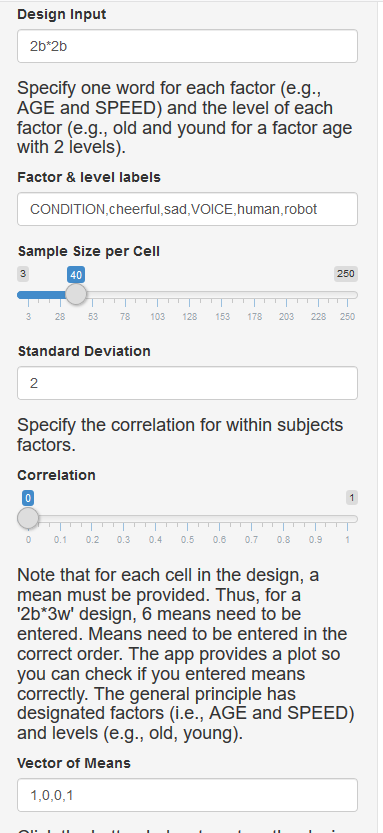 Design Input
2b*2b
Specify one word for each factor (e.g.,
AGE and SPEED) and the level of each
factor (e.g., old and yound for a factor age
with 2 levels).
Factor & level labels
CONDITION,cheerful,sad,VOICE,human,robot
Sample Size per Cell
3 40 250
3 28 53 78 103 128 153 178 203 228 250
Standard Deviation
2
Specify the correlation for within subjects
factors.
Correlation
0 1
0 0.1 0.2 0.3 0.4 0.5 0.6 0.7 0.8 0.9 1
Note that for each cell in the design, a
mean must be provided. Thus, for a
'2b*3w' design, 6 means need to be
entered. Means need to be entered in the
correct order. The app provides a plot so
you can check if you entered means
correctly. The general principle has
designated factors (i.e., AGE and SPEED)
and levels (e.g., old, young).
Vector of Means
1,0,0,1